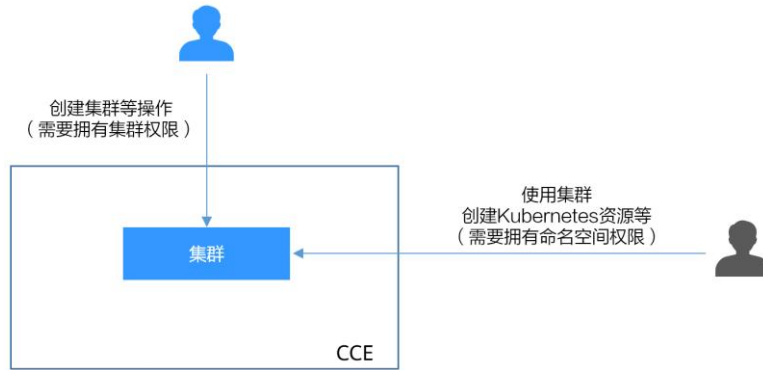 创建集群等操作
（需要拥有集群权限）
使用集群
创建Kubernetes资源等
（需要拥有命名空间权限）
集群
CCE